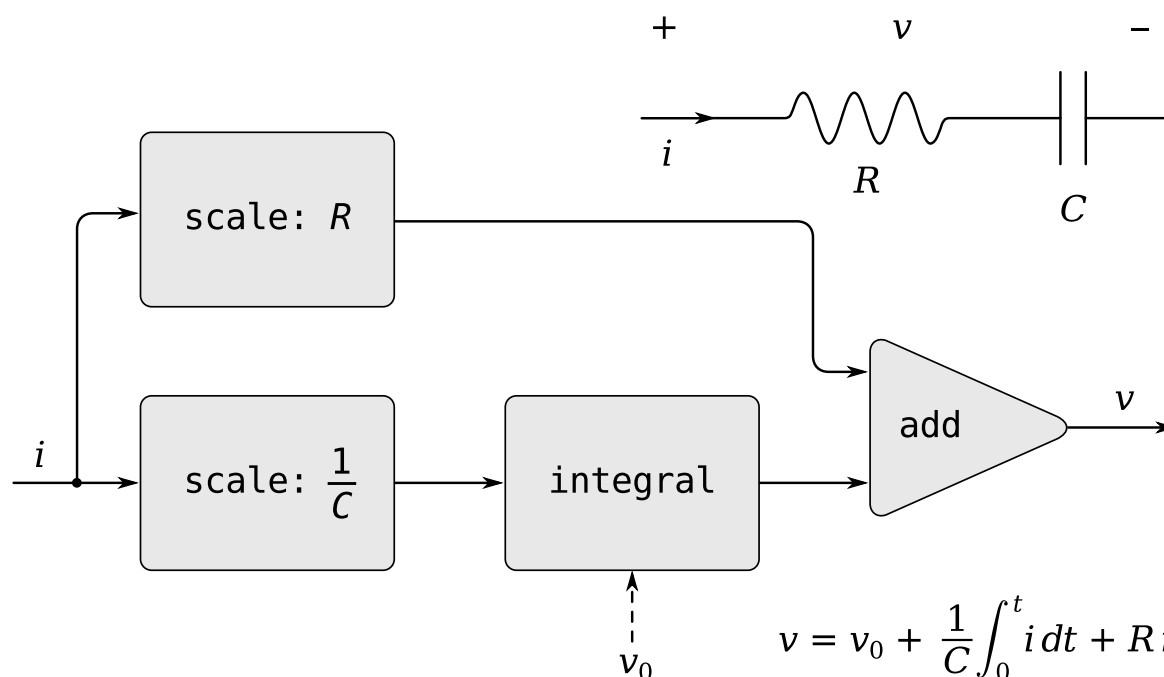 + v −
i
R
C
scale: R
i
scale: 1/C
integral
add
v
v₀
v = v₀ + 1/C ∫₀ᵗ i dt + R